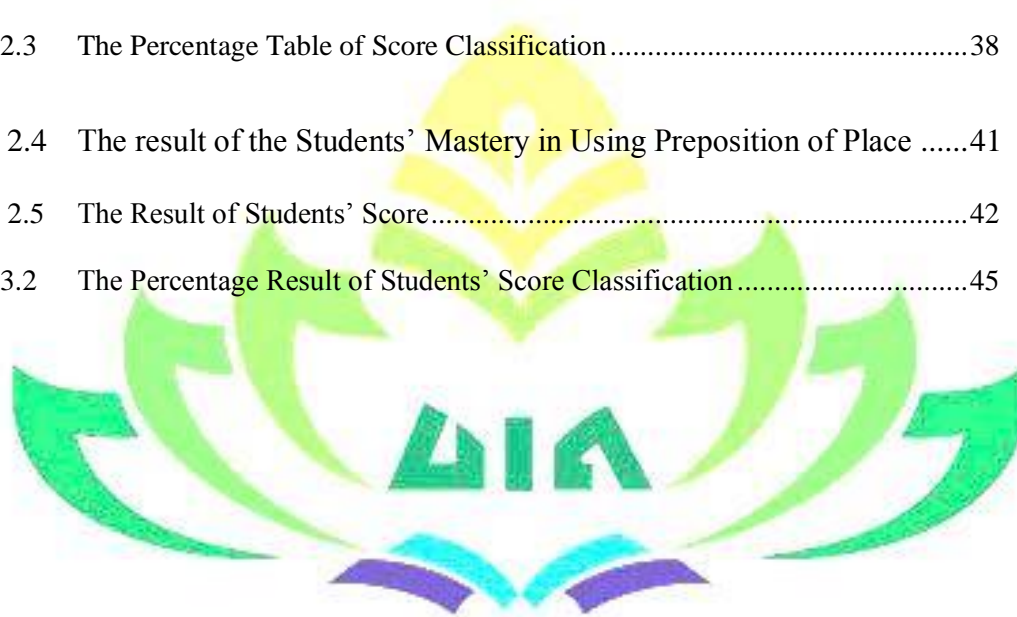 2.3 The Percentage Table of Score Classification......................................................................38
2.4 The result of the Students’ Mastery in Using Preposition of Place ......41
2.5 The Result of Students’ Score................................................................................................42
3.2 The Percentage Result of Students’ Score Classification..........................................45
UIN